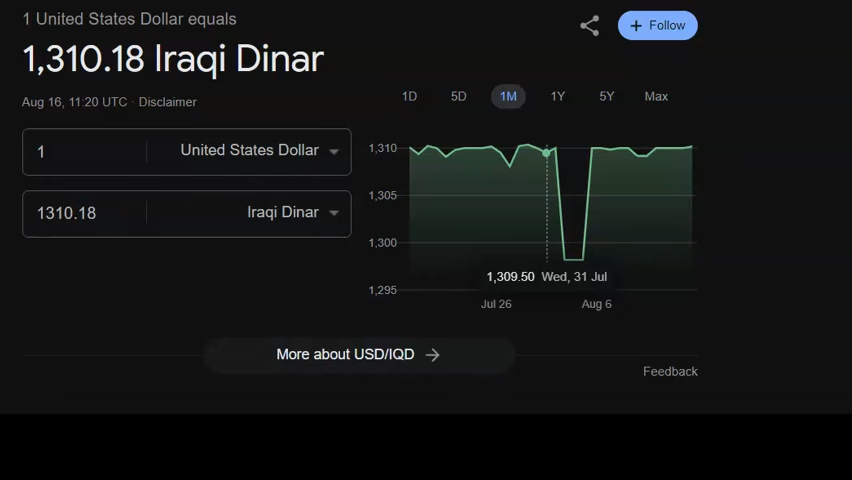 1 United States Dollar equals
1,310.18 Iraqi Dinar
Follow
Aug 16, 11:20 UTC · Disclaimer
1D 5D 1M 1Y 5Y Max
1 United States Dollar
1310.18 Iraqi Dinar
1,310
1,305
1,300
1,295
1,309.50 Wed, 31 Jul
Jul 26 Aug 6
More about USD/IQD
Feedback